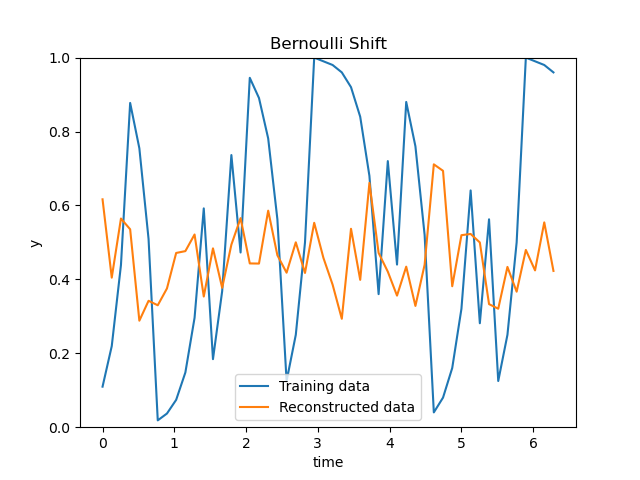 Bernoulli Shift
1.0
0.8
0.6
0.4
0.2
0.0
y
Training data
Reconstructed data
0 1 2 3 4 5 6
time